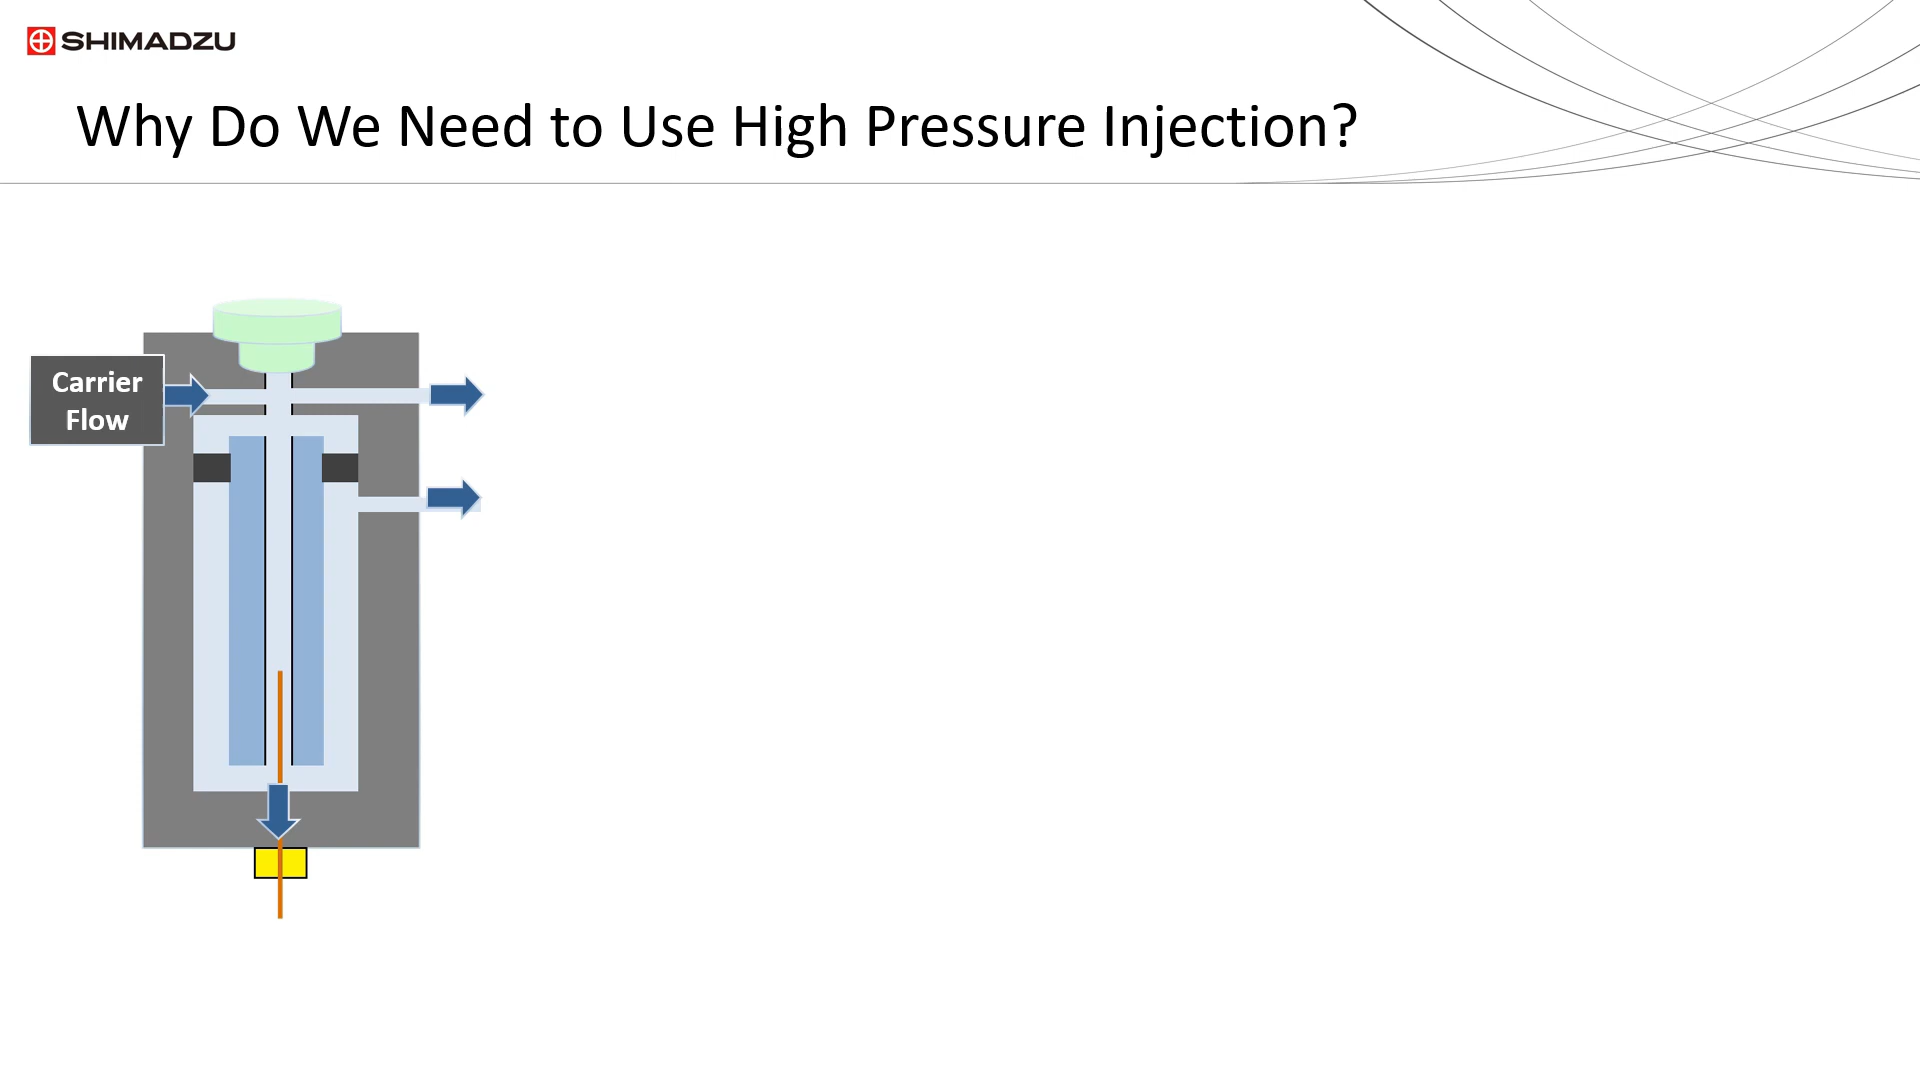 SHIMADZU
Why Do We Need to Use High Pressure Injection?
Carrier
Flow